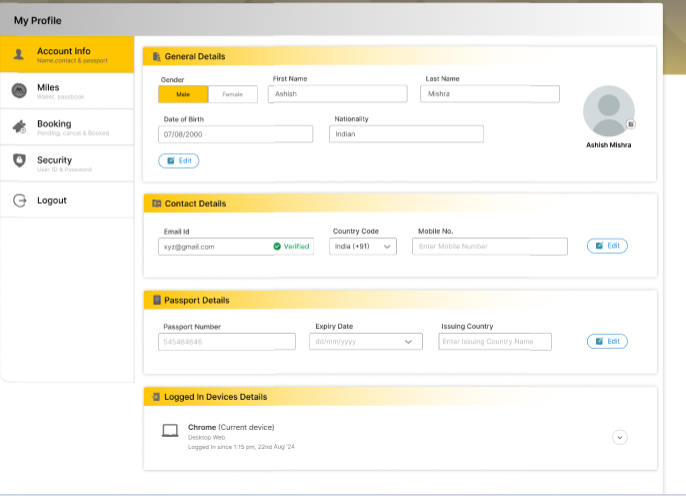 My Profile
Account Info
Name,contact & passport
Miles
Wallet, passbook
Booking
Pending, cancel & Booked
Security
User ID & Password
Logout
General Details
Gender
Male
Female
First Name
Ashish
Last Name
Mishra
Date of Birth
07/08/2000
Nationality
Indian
Edit
Ashish Mishra
Contact Details
Email Id
xyz@gmail.com
Verified
Country Code
India (+91)
Mobile No.
Enter Mobile Number
Edit
Passport Details
Passport Number
545464646
Expiry Date
dd/mm/yyyy
Issuing Country
Enter Issuing Country Name
Edit
Logged In Devices Details
Chrome (Current device)
Desktop Web
Logged In since 1:15 pm, 22nd Aug '24